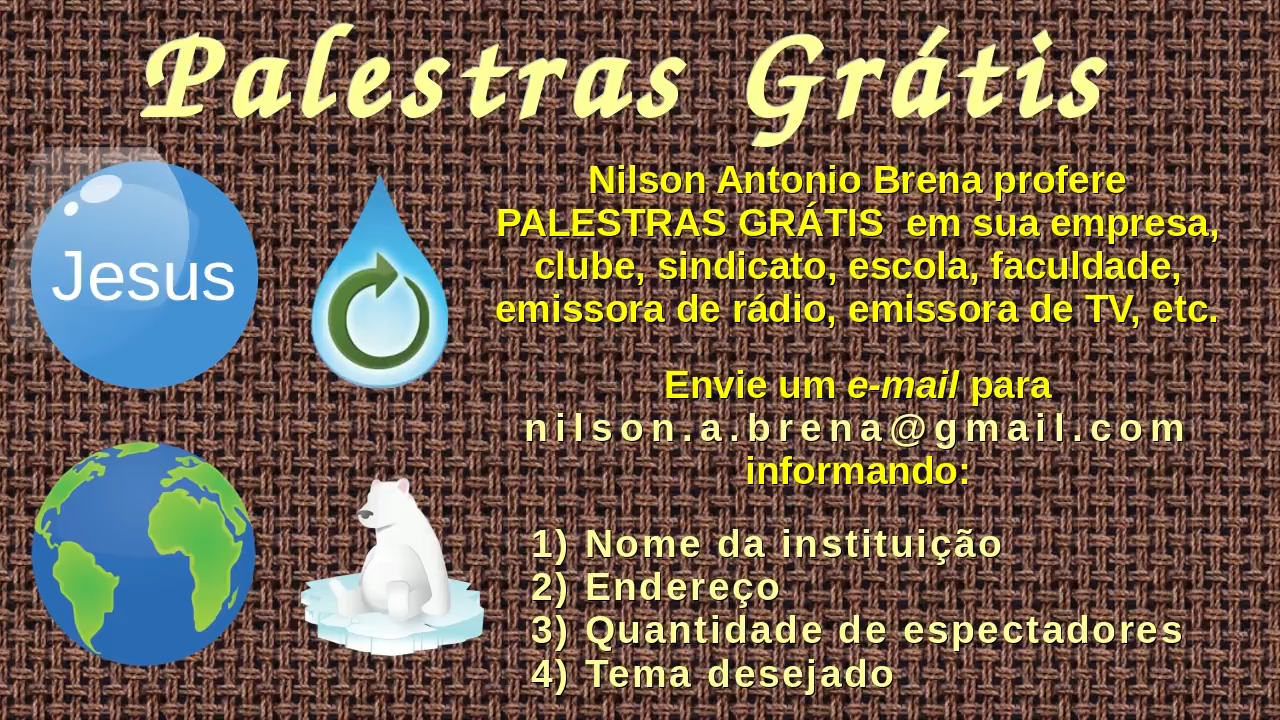 Palestras Grátis
Jesus
Nilson Antonio Brena profere
PALESTRAS GRÁTIS em sua empresa,
clube, sindicato, escola, faculdade,
emissora de rádio, emissora de TV, etc.
Envie um e-mail para
nilson.a.brena@gmail.com
informando:
1) Nome da instituição
2) Endereço
3) Quantidade de espectadores
4) Tema desejado